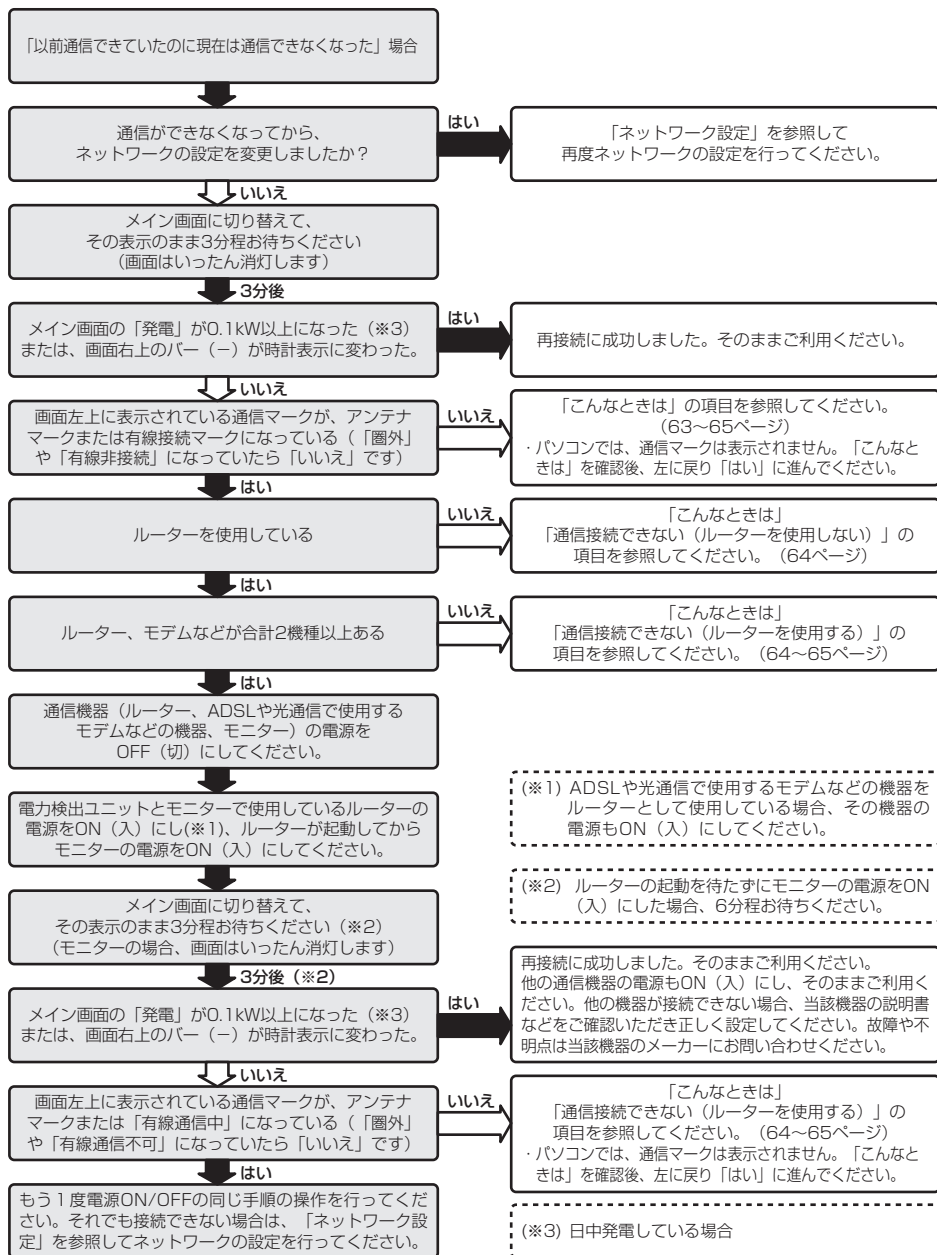 「以前通信できていたのに現在は通信できなくなった」場合
通信ができなくなってから、
ネットワークの設定を変更しましたか？
はい
「ネットワーク設定」を参照して
再度ネットワークの設定を行ってください。
いいえ
メイン画面に切り替えて、
その表示のまま3分程お待ちください
（画面はいったん消灯します）
3分後
メイン画面の「発電」が0.1kW以上になった（※3）
または、画面右上のバー（－）が時計表示に変わった。
はい
再接続に成功しました。そのままご利用ください。
いいえ
画面左上に表示されている通信マークが、アンテナ
マークまたは有線接続マークになっている（「圏外」
や「有線非接続」になっていたら「いいえ」です）
いいえ
「こんなときは」の項目を参照してください。
（63～65ページ）
・パソコンでは、通信マークは表示されません。「こんなと
きは」を確認後、左に戻り「はい」に進んでください。
はい
ルーターを使用している
いいえ
「こんなときは」
「通信接続できない（ルーターを使用しない）」の
項目を参照してください。（64ページ）
はい
ルーター、モデムなどが合計2機種以上ある
いいえ
「こんなときは」
「通信接続できない（ルーターを使用する）」の
項目を参照してください。（64～65ページ）
はい
通信機器（ルーター、ADSLや光通信で使用する
モデムなどの機器、モニター）の電源を
OFF（切）にしてください。
電力検出ユニットとモニターで使用しているルーターの
電源をON（入）にし(※1)、ルーターが起動してから
モニターの電源をON（入）にしてください。
(※1) ADSLや光通信で使用するモデムなどの機器を
ルーターとして使用している場合、その機器の
電源もON（入）にしてください。
メイン画面に切り替えて、
その表示のまま3分程お待ちください（※2）
（モニターの場合、画面はいったん消灯します）
(※2) ルーターの起動を待たずにモニターの電源をON
（入）にした場合、6分程お待ちください。
3分後（※2）
メイン画面の「発電」が0.1kW以上になった（※3）
または、画面右上のバー（－）が時計表示に変わった。
はい
再接続に成功しました。そのままご利用ください。
他の通信機器の電源もON（入）にし、そのままご利用く
ださい。他の機器が接続できない場合、当該機器の説明書
などをご確認いただき正しく設定してください。故障や不
明点は当該機器のメーカーにお問い合わせください。
いいえ
画面左上に表示されている通信マークが、アンテナ
マークまたは「有線通信中」になっている（「圏外」
や「有線通信不可」になっていたら「いいえ」です）
いいえ
「こんなときは」
「通信接続できない（ルーターを使用する）」の
項目を参照してください。（64～65ページ）
・パソコンでは、通信マークは表示されません。「こんなと
きは」を確認後、左に戻り「はい」に進んでください。
はい
もう１度電源ON/OFFの同じ手順の操作を行ってくだ
さい。それでも接続できない場合は、「ネットワーク設
定」を参照してネットワークの設定を行ってください。
(※3) 日中発電している場合